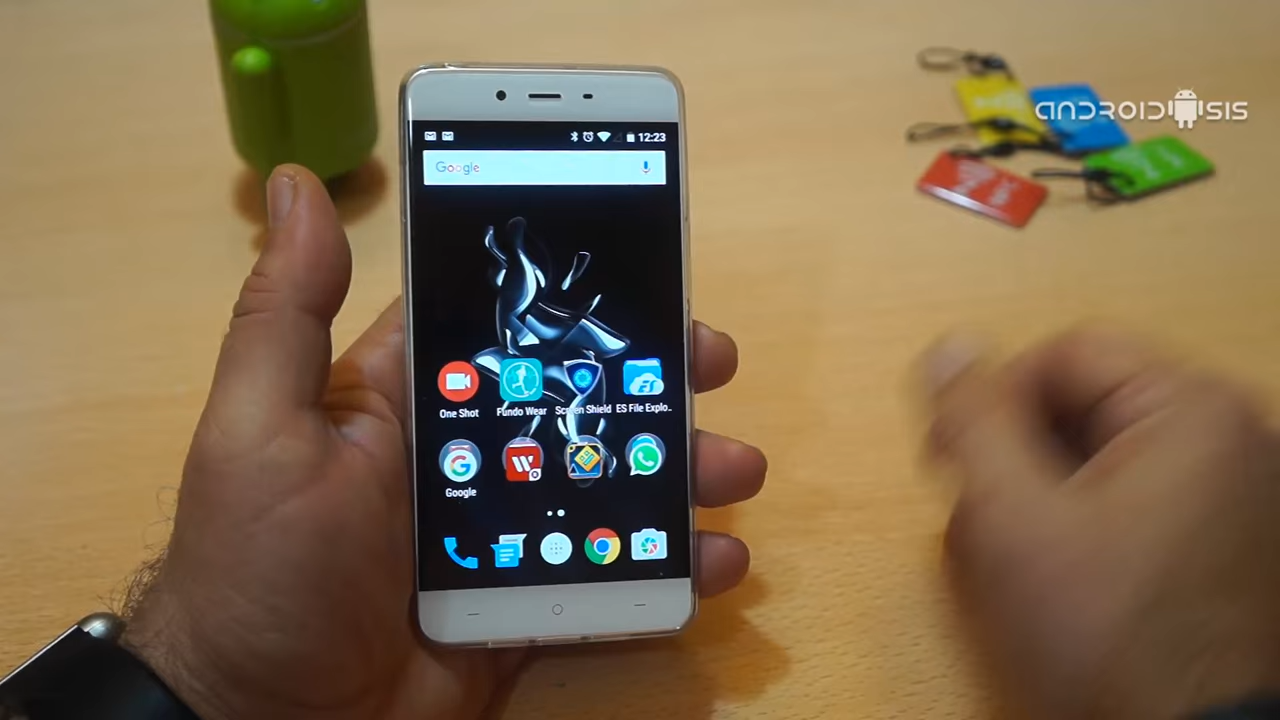 ANDROIDSIS
12:23
Google
One Shot
Fundo Wear
Screen Shield
ES File Explo..
Google